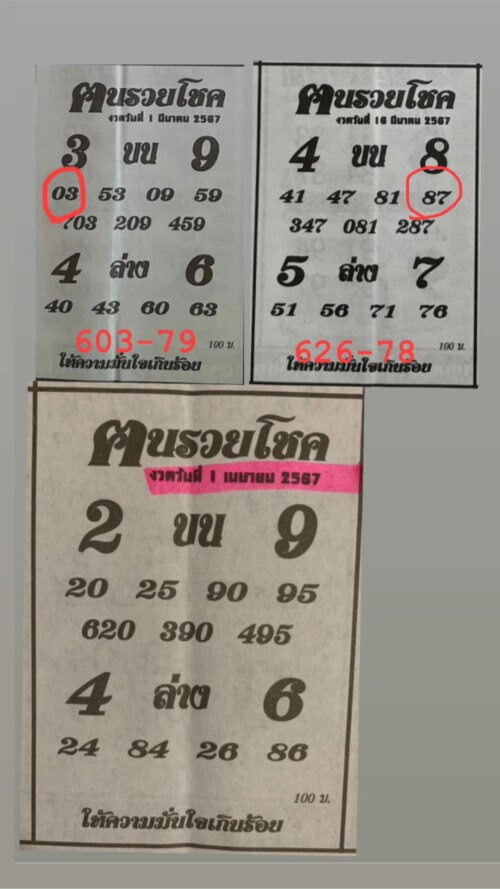 คนรวยโชค
งวดวันที่ 1 มีนาคม 2567
3 บน 9
03 53 09 59
703 209 459
4 ล่าง 6
40 43 60 63
603-79
100 บ.
ให้ความมั่นใจเกินร้อย
คนรวยโชค
งวดวันที่ 16 มีนาคม 2567
4 บน 8
41 47 81 87
347 081 287
5 ล่าง 7
51 56 71 76
626-78
100 บ.
ให้ความมั่นใจเกินร้อย
คนรวยโชค
งวดวันที่ 1 เมษายน 2567
2 บน 9
20 25 90 95
620 390 495
4 ล่าง 6
24 84 26 86
100 บ.
ให้ความมั่นใจเกินร้อย